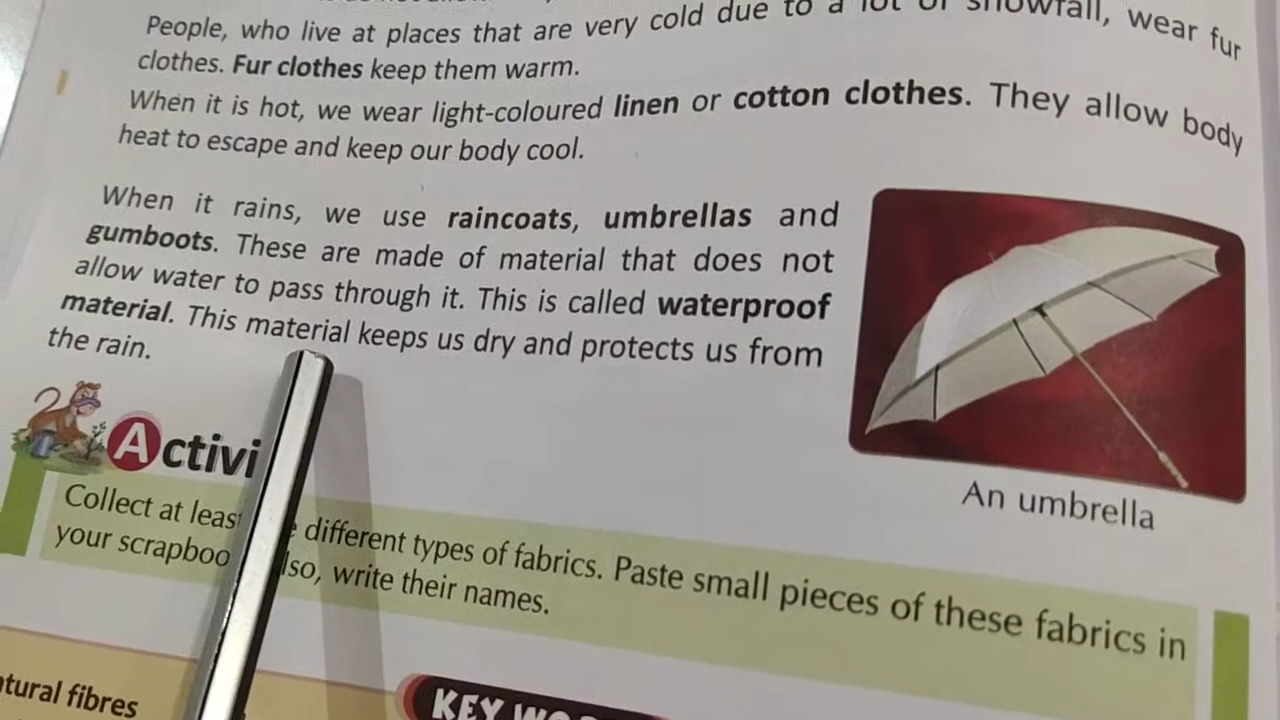 People, who live at places that are very cold due to a lot of snowfall, wear fur
clothes. Fur clothes keep them warm.
When it is hot, we wear light-coloured linen or cotton clothes. They allow body
heat to escape and keep our body cool.
When it rains, we use raincoats, umbrellas and
gumboots. These are made of material that does not
allow water to pass through it. This is called waterproof
material. This material keeps us dry and protects us from
the rain.
Activi
An umbrella
Collect at least different types of fabrics. Paste small pieces of these fabrics in
your scrapboo lso, write their names.
tural fibres
KEY WO